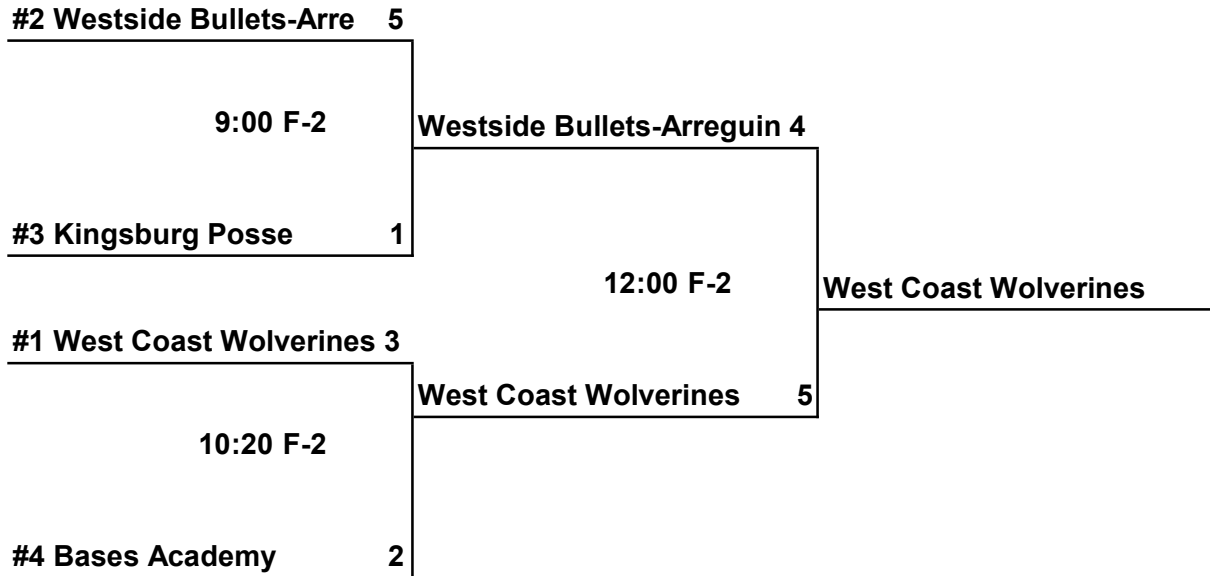 #2 Westside Bullets-Arre 5
9:00 F-2
Westside Bullets-Arreguin 4
#3 Kingsburg Posse 1
12:00 F-2
West Coast Wolverines
#1 West Coast Wolverines 3
West Coast Wolverines 5
10:20 F-2
#4 Bases Academy 2